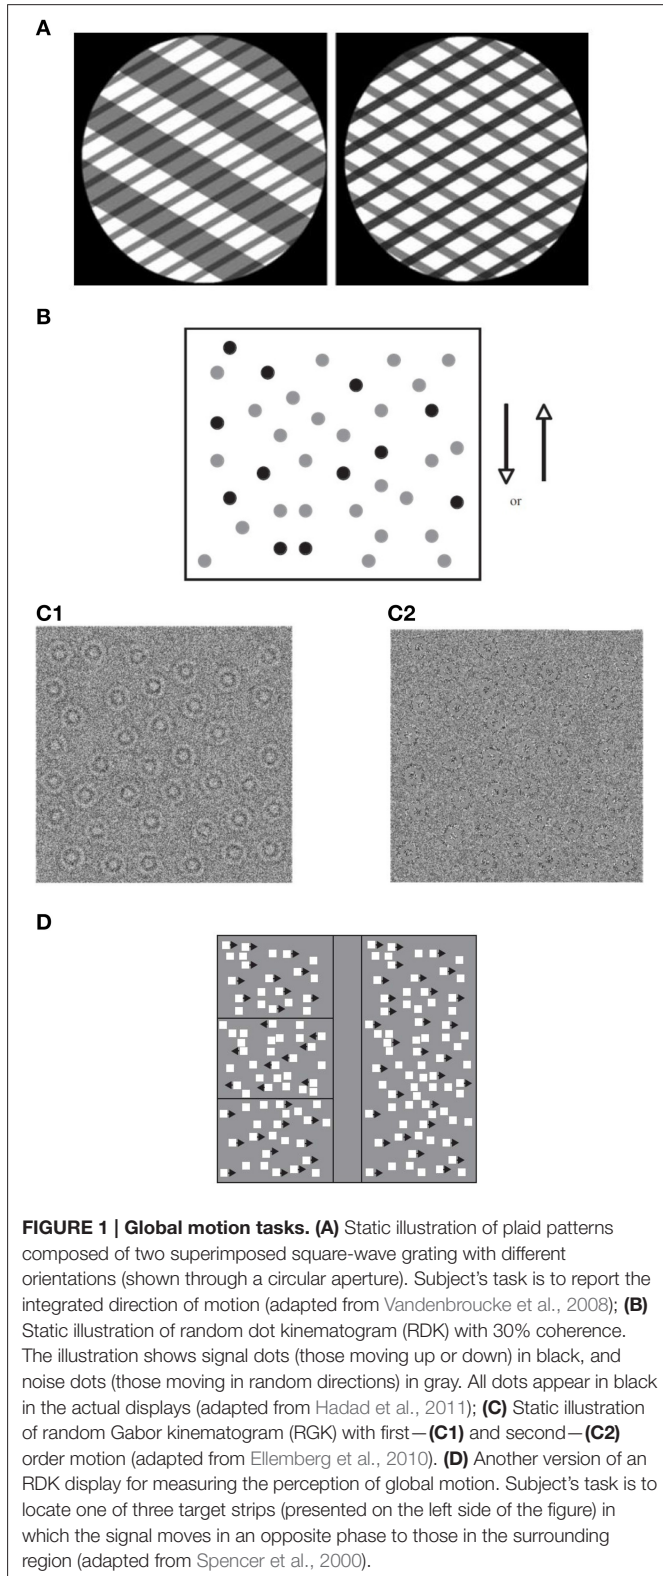 A
B
or
C1
C2
D
FIGURE 1 | Global motion tasks. (A) Static illustration of plaid patterns
composed of two superimposed square-wave grating with different
orientations (shown through a circular aperture). Subject's task is to report the
integrated direction of motion (adapted from Vandenbroucke et al., 2008); (B)
Static illustration of random dot kinematogram (RDK) with 30% coherence.
The illustration shows signal dots (those moving up or down) in black, and
noise dots (those moving in random directions) in gray. All dots appear in black
in the actual displays (adapted from Hadad et al., 2011); (C) Static illustration
of random Gabor kinematogram (RGK) with first—(C1) and second—(C2)
order motion (adapted from Ellemberg et al., 2010). (D) Another version of an
RDK display for measuring the perception of global motion. Subject's task is to
locate one of three target strips (presented on the left side of the figure) in
which the signal moves in an opposite phase to those in the surrounding
region (adapted from Spencer et al., 2000).